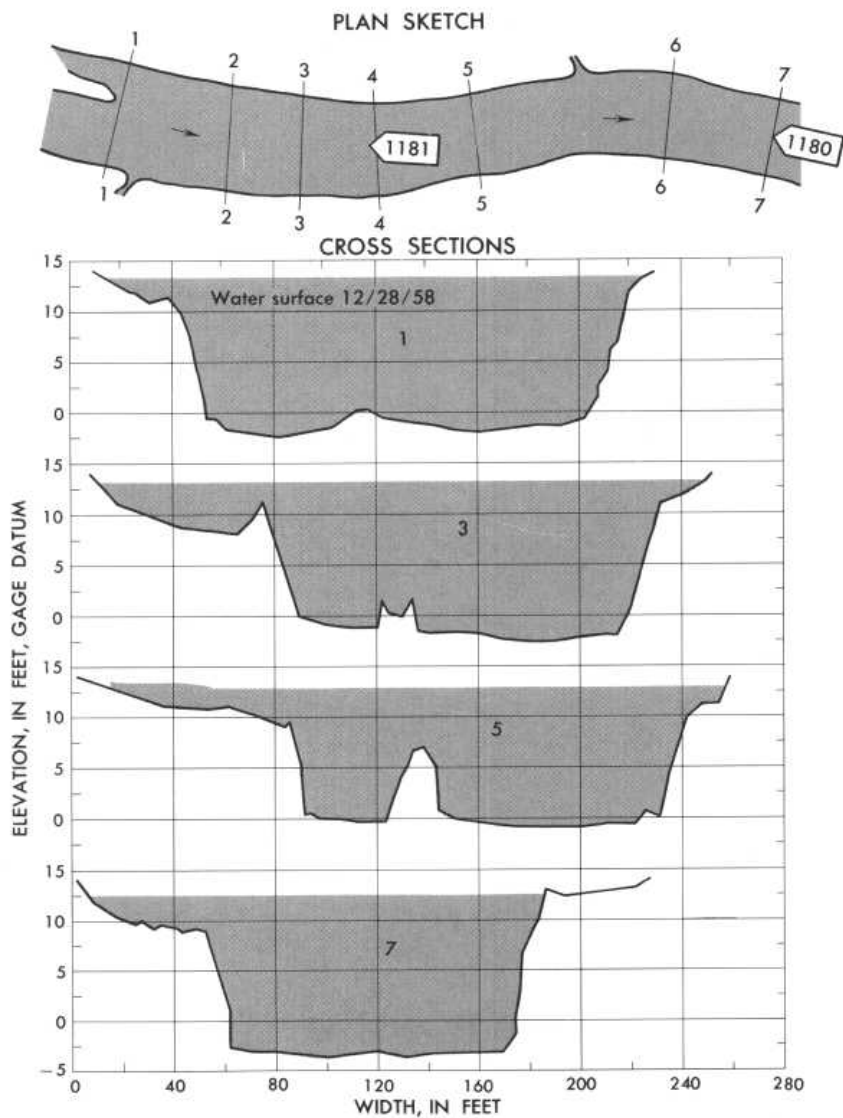 PLAN SKETCH
1 2 3 4 5 6 7
1181
1180
1 2 3 4 5 6 7
CROSS SECTIONS
ELEVATION, IN FEET, GAGE DATUM
15
10
5
0
Water surface 12/28/58
1
15
10
5
0
3
15
10
5
0
5
15
10
5
0
-5
7
0 40 80 120 160 200 240 280
WIDTH, IN FEET